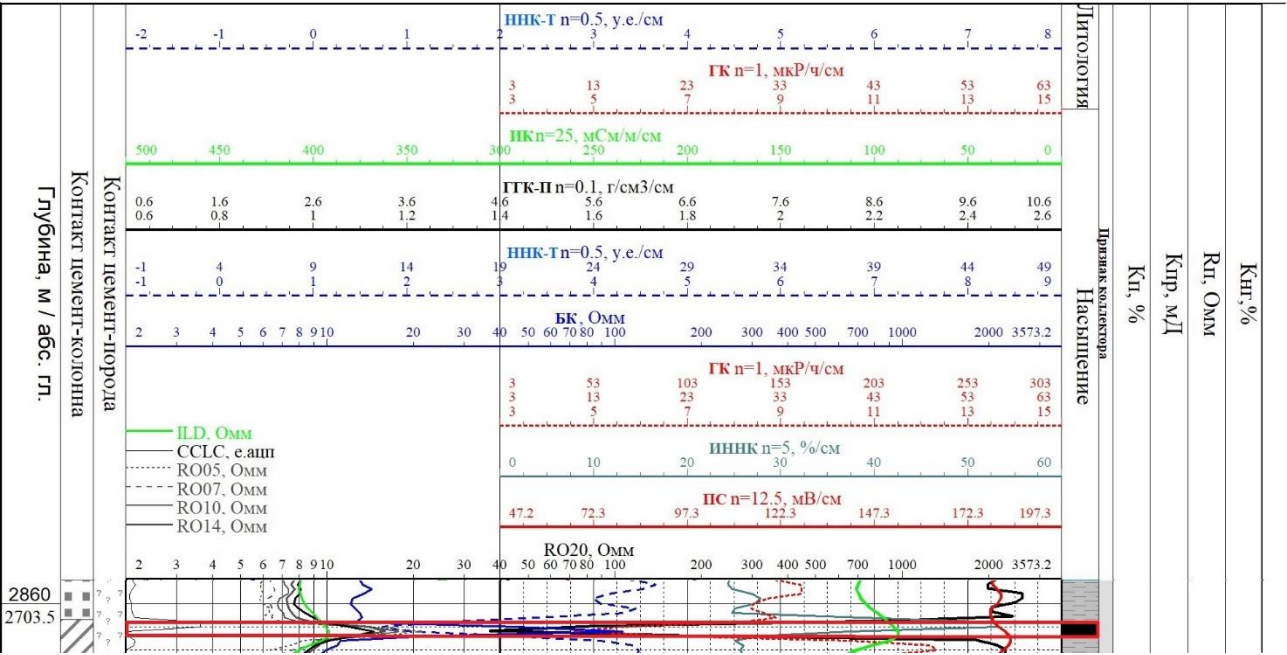 Глубина, м / абс. гл.
Контакт цемент-колонна
Контакт цемент-порода
ННК-Т n=0.5, у.е./см
-2 -1 0 1 2 3 4 5 6 7 8
ГК n=1, мкР/ч/см
3 13 23 33 43 53 63
3 5 7 9 11 13 15
ИКn=25, мСм/м/см
500 450 400 350 300 250 200 150 100 50 0
ГГК-П n=0.1, г/см3/см
0.6 1.6 2.6 3.6 4.6 5.6 6.6 7.6 8.6 9.6 10.6
0.6 0.8 1 1.2 1.4 1.6 1.8 2 2.2 2.4 2.6
ННК-Тn=0.5, у.е./см
-1 4 9 14 19 24 29 34 39 44 49
-1 0 1 2 3 4 5 6 7 8 9
БК, Омм
2 3 4 5 6 7 8 9 10 20 30 40 50 60 70 80 100 200 300 400 500 700 1000 2000 3573.2
ГК n=1, мкР/ч/см
3 53 103 153 203 253 303
3 13 23 33 43 53 63
3 5 7 9 11 13 15
ILD, Омм
CCLC, е.ацп
RO05, Омм
RO07, Омм
RO10, Омм
RO14, Омм
ИННК n=5, %/см
0 10 20 30 40 50 60
ПС n=12.5, мВ/см
47.2 72.3 97.3 122.3 147.3 172.3 197.3
RO20, Омм
2 3 4 5 6 7 8 9 10 20 30 40 50 60 70 80 100 200 300 400 500 700 1000 2000 3573.2
Литология
Насыщение
Признак коллектора
Кп, %
Кпр, мД
Rп, Омм
Кнг,%
2860
2703.5
? ? ?
? ?
? ?
?